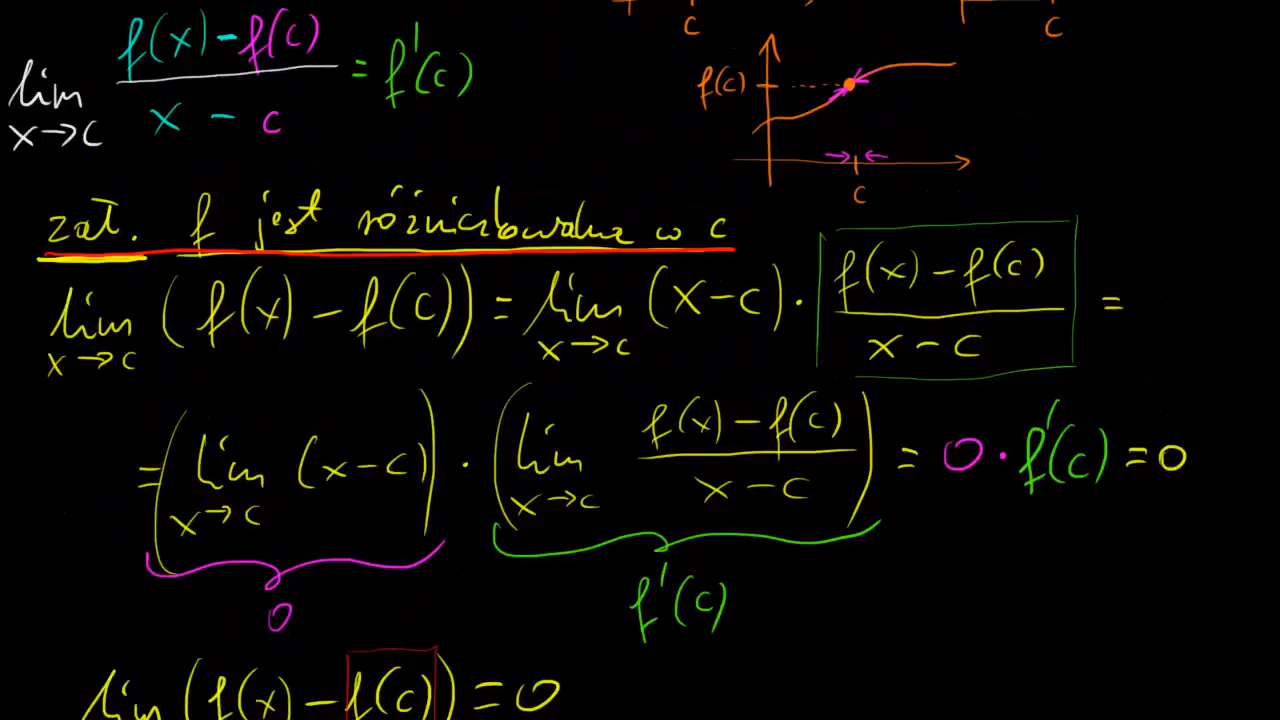 c c
lim x→c (f(x) - f(c))/(x - c) = f'(c)
f(c)
c
zał. f jest różniczkowalna w c
lim x→c (f(x) - f(c)) = lim x→c (x-c) · (f(x) - f(c))/(x - c) =
= (lim x→c (x-c)) · (lim x→c (f(x) - f(c))/(x - c)) = 0 · f'(c) = 0
0 f'(c)
lim (f(x) - f(c)) = 0